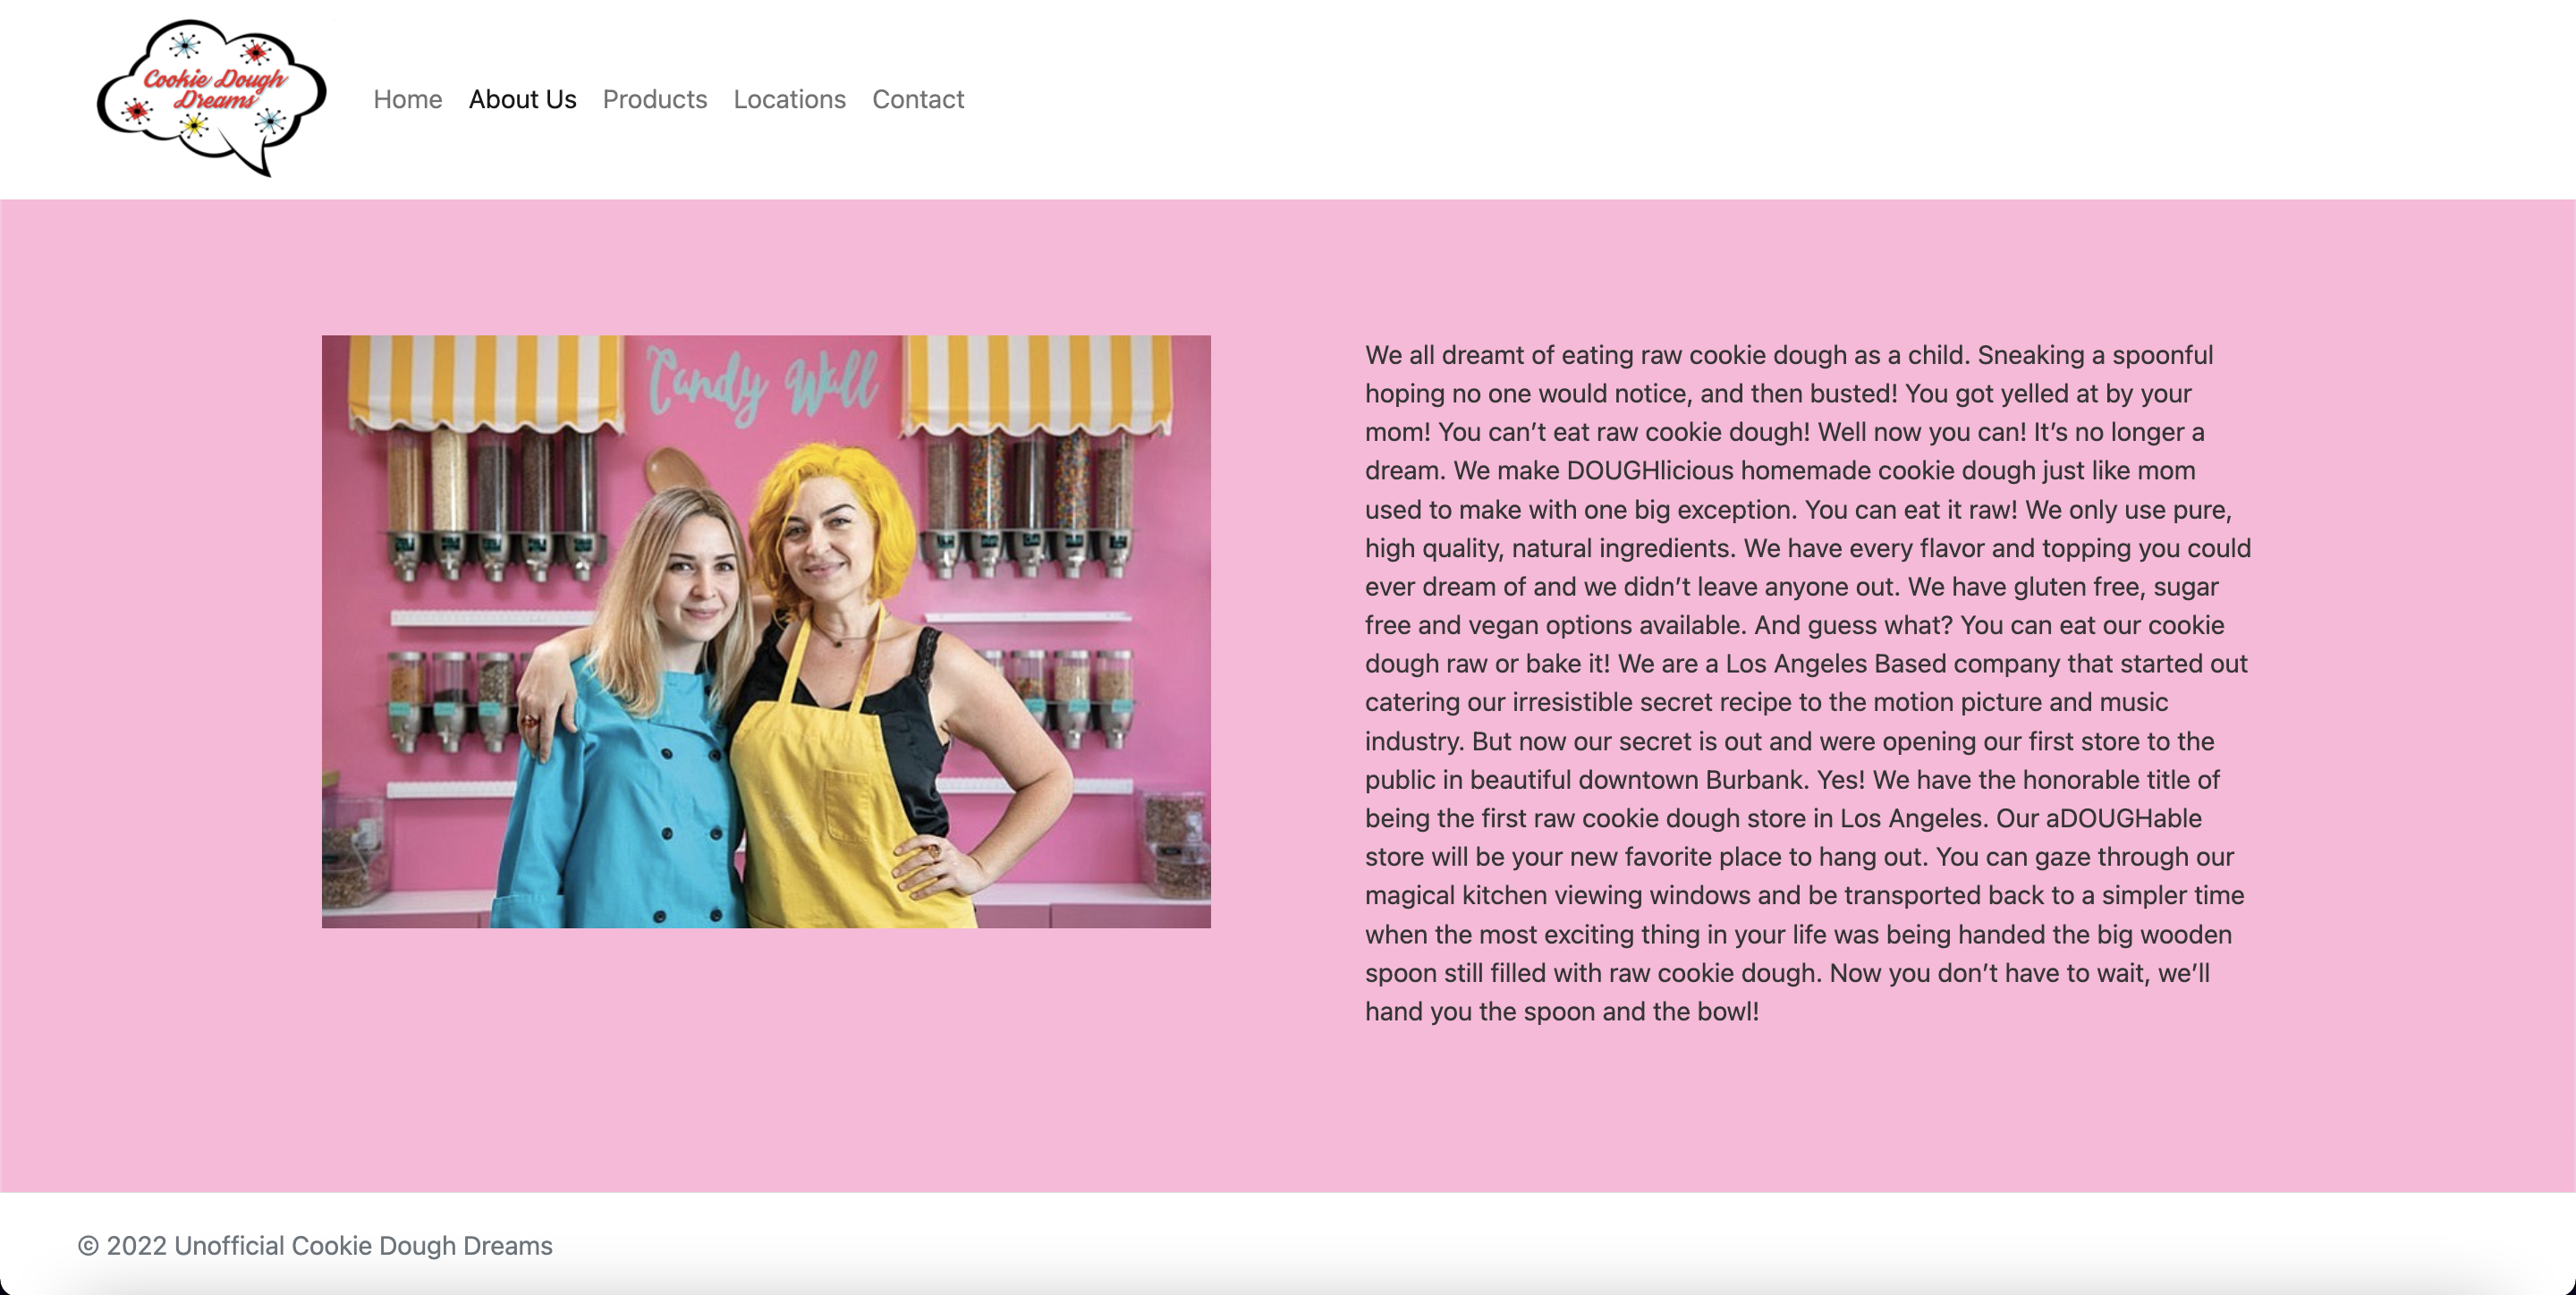 Cookie Dough
Dreams
Home About Us Products Locations Contact
Candy Wall
We all dreamt of eating raw cookie dough as a child. Sneaking a spoonful
hoping no one would notice, and then busted! You got yelled at by your
mom! You can’t eat raw cookie dough! Well now you can! It’s no longer a
dream. We make DOUGHlicious homemade cookie dough just like mom
used to make with one big exception. You can eat it raw! We only use pure,
high quality, natural ingredients. We have every flavor and topping you could
ever dream of and we didn’t leave anyone out. We have gluten free, sugar
free and vegan options available. And guess what? You can eat our cookie
dough raw or bake it! We are a Los Angeles Based company that started out
catering our irresistible secret recipe to the motion picture and music
industry. But now our secret is out and were opening our first store to the
public in beautiful downtown Burbank. Yes! We have the honorable title of
being the first raw cookie dough store in Los Angeles. Our aDOUGHable
store will be your new favorite place to hang out. You can gaze through our
magical kitchen viewing windows and be transported back to a simpler time
when the most exciting thing in your life was being handed the big wooden
spoon still filled with raw cookie dough. Now you don’t have to wait, we’ll
hand you the spoon and the bowl!
© 2022 Unofficial Cookie Dough Dreams